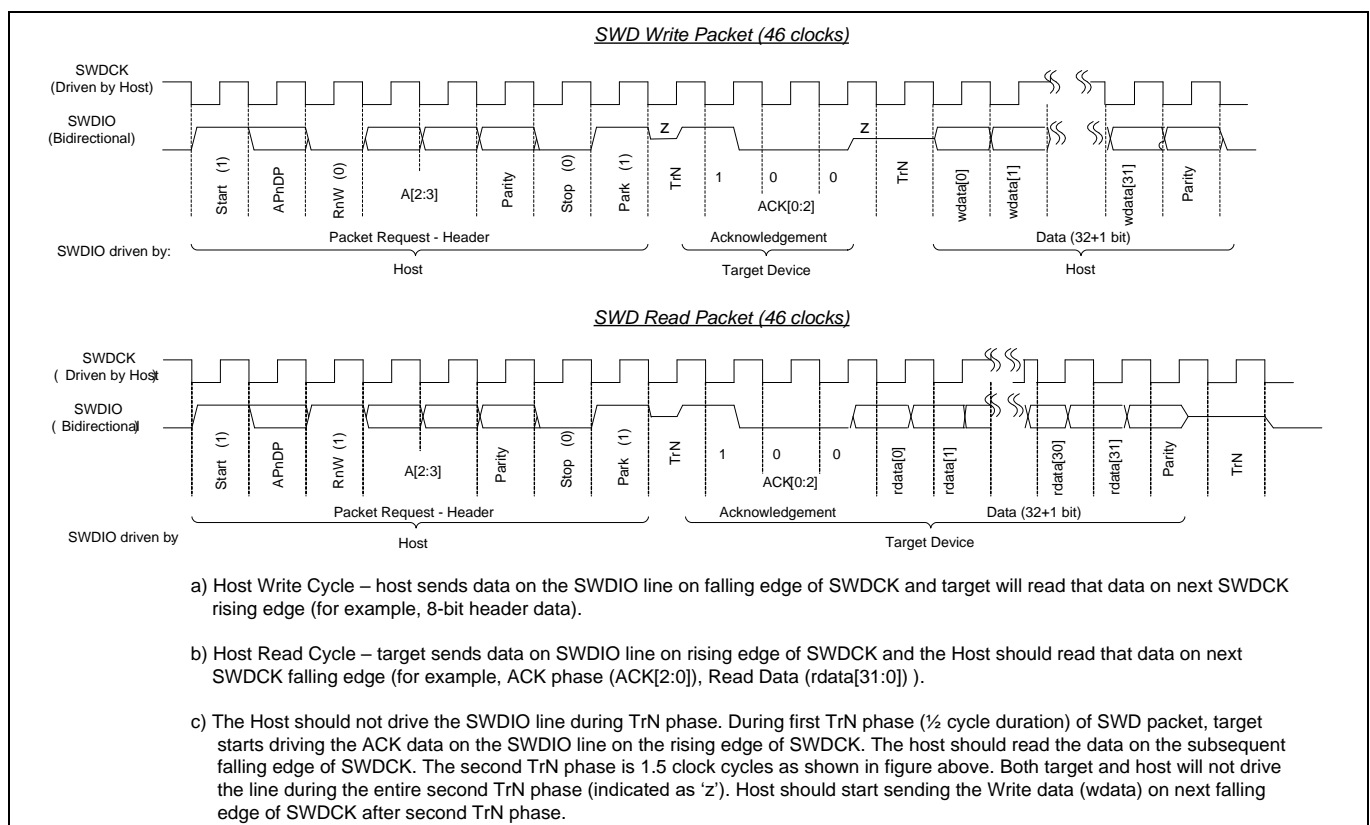 SWD Write Packet (46 clocks)
SWDCK
(Driven by Host)
SWDIO
(Bidirectional)
z
z
Start (1)
APnDP
RnW (0)
A[2:3]
Parity
Stop (0)
Park (1)
TrN
1
0
0
ACK[0:2]
TrN
wdata[0]
wdata[1]
wdata[31]
Parity
Packet Request - Header
Acknowledgement
Data (32+1 bit)
SWDIO driven by:
Host
Target Device
Host
SWD Read Packet (46 clocks)
SWDCK
( Driven by Host)
SWDIO
( Bidirectional)
Start (1)
APnDP
RnW (1)
A[2:3]
Parity
Stop (0)
Park (1)
TrN
1
0
0
ACK[0:2]
rdata[0]
rdata[1]
rdata[30]
rdata[31]
Parity
TrN
Packet Request - Header
Acknowledgement
Data (32+1 bit)
SWDIO driven by
Host
Target Device
a) Host Write Cycle – host sends data on the SWDIO line on falling edge of SWDCK and target will read that data on next SWDCK
rising edge (for example, 8-bit header data).
b) Host Read Cycle – target sends data on SWDIO line on rising edge of SWDCK and the Host should read that data on next
SWDCK falling edge (for example, ACK phase (ACK[2:0]), Read Data (rdata[31:0]) ).
c) The Host should not drive the SWDIO line during TrN phase. During first TrN phase (½ cycle duration) of SWD packet, target
starts driving the ACK data on the SWDIO line on the rising edge of SWDCK. The host should read the data on the subsequent
falling edge of SWDCK. The second TrN phase is 1.5 clock cycles as shown in figure above. Both target and host will not drive
the line during the entire second TrN phase (indicated as ‘z’). Host should start sending the Write data (wdata) on next falling
edge of SWDCK after second TrN phase.